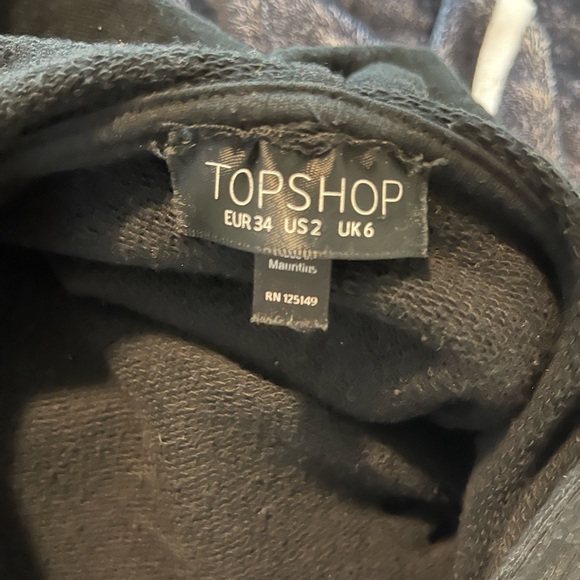 TOPSHOP
EUR 34 US 2 UK 6
Mauritius
RN 125149